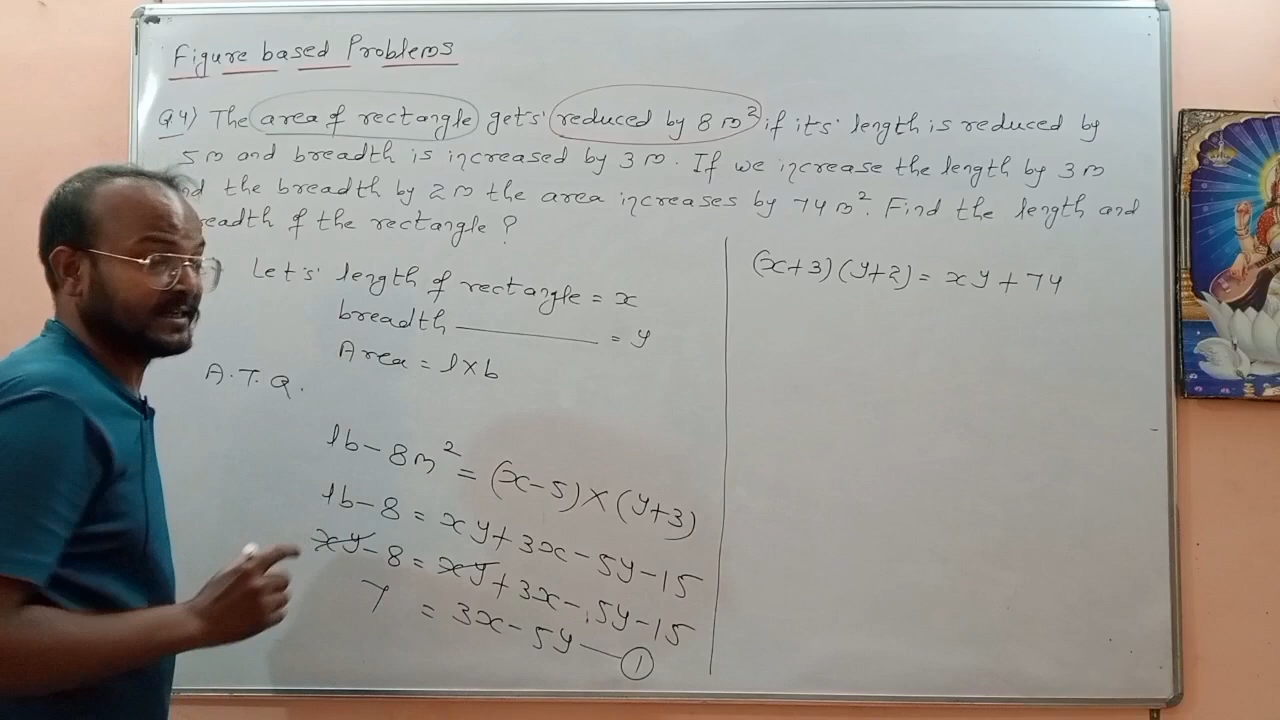 Figure based Problems
Q4) The area of rectangle gets reduced by 8 m² if its length is reduced by
5 m and breadth is increased by 3 m. If we increase the length by 3 m
nd the breadth by 2 m the area increases by 74 m². Find the length and
readth of the rectangle?
Let's length of rectangle = x
breadth ——— = y
Area = l×b
A.T.Q.
lb-8m² = (x-5)×(y+3)
lb-8 = xy+3x-5y-15
xy-8 = xy+3x-5y-15
7 = 3x-5y — ①
(x+3)(y+2) = xy+74